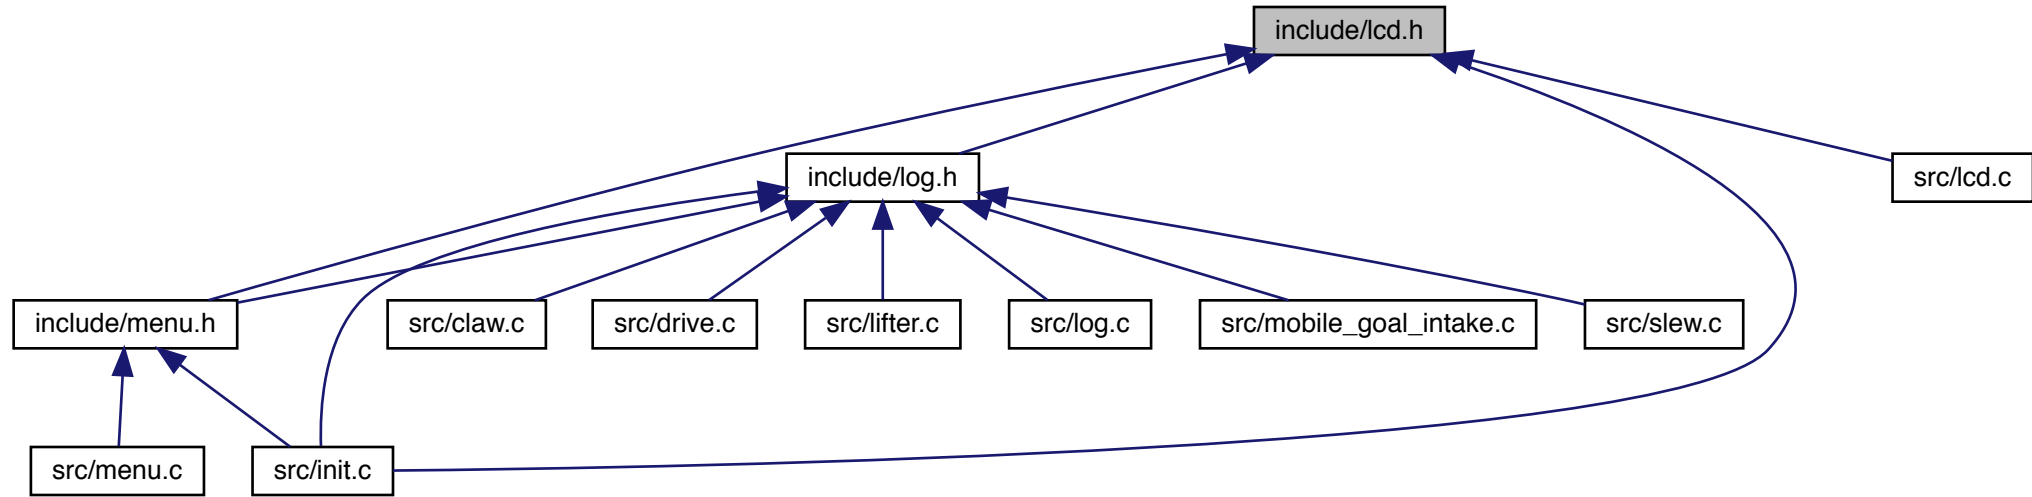 include/lcd.h
include/log.h
src/lcd.c
include/menu.h
src/claw.c
src/drive.c
src/lifter.c
src/log.c
src/mobile_goal_intake.c
src/slew.c
src/menu.c
src/init.c